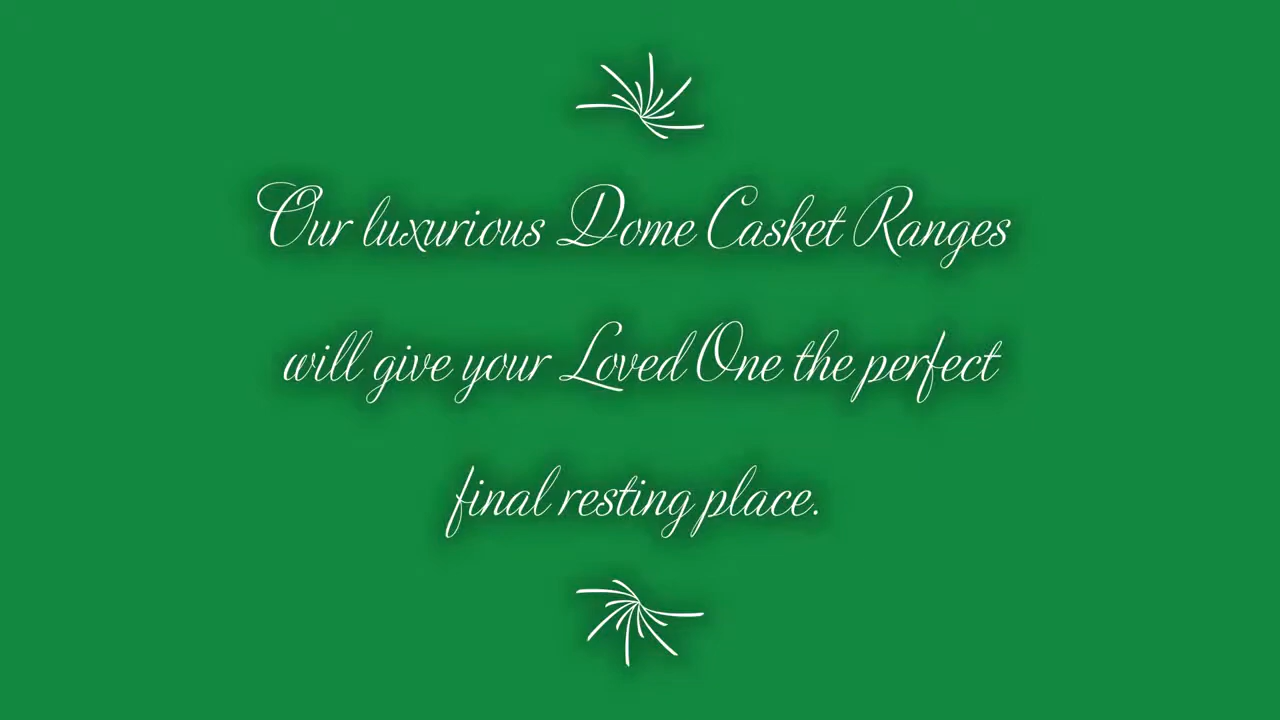 Our luxurious Dome Casket Ranges
will give your Loved One the perfect
final resting place.